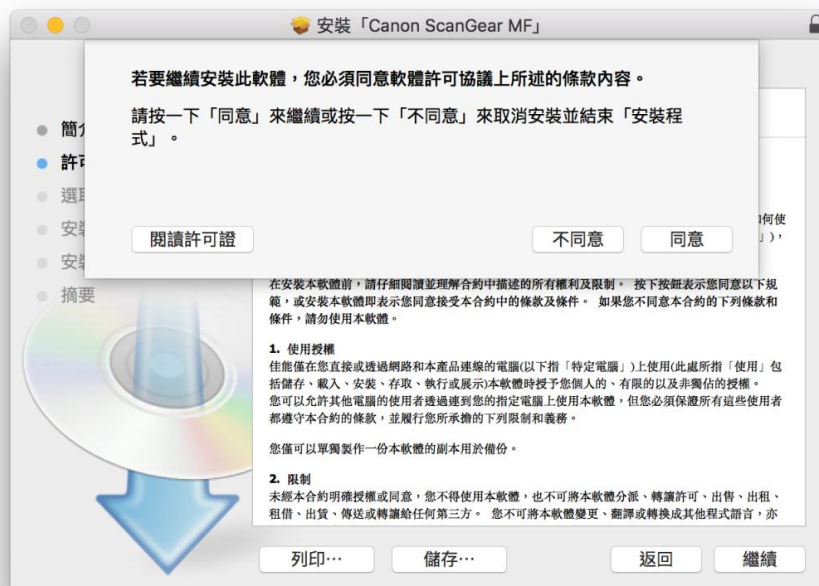 安裝「Canon ScanGear MF」
若要繼續安裝此軟體，您必須同意軟體許可協議上所述的條款內容。
請按一下「同意」來繼續或按一下「不同意」來取消安裝並結束「安裝程
式」。
閱讀許可證
不同意
同意
簡
許
選
安
安
摘要
何使
」)，
在安裝本軟體前，請仔細閱讀並理解合約中描述的所有權利及限制。 按下按鈕表示您同意以下規
範，或安裝本軟體即表示您同意接受本合約中的條款及條件。 如果您不同意本合約的下列條款和
條件，請勿使用本軟體。
1. 使用授權
佳能僅在您直接或透過網路和本產品連線的電腦(以下指「特定電腦」)上使用(此處所指「使用」包
括儲存、載入、安裝、存取、執行或展示)本軟體時授予您個人的、有限的以及非獨佔的授權。
您可以允許其他電腦的使用者透過連到您的指定電腦上使用本軟體，但您必須保證所有這些使用者
都遵守本合約的條款，並履行您所承擔的下列限制和義務。
您僅可以單獨製作一份本軟體的副本用於備份。
2. 限制
未經本合約明確授權或同意，您不得使用本軟體，也不可將本軟體分派、轉讓許可、出售、出租、
租借、出賃、傳送或轉讓給任何第三方。 您不可將本軟體變更、翻譯或轉換成其他程式語言，亦
列印⋯
儲存⋯
返回
繼續